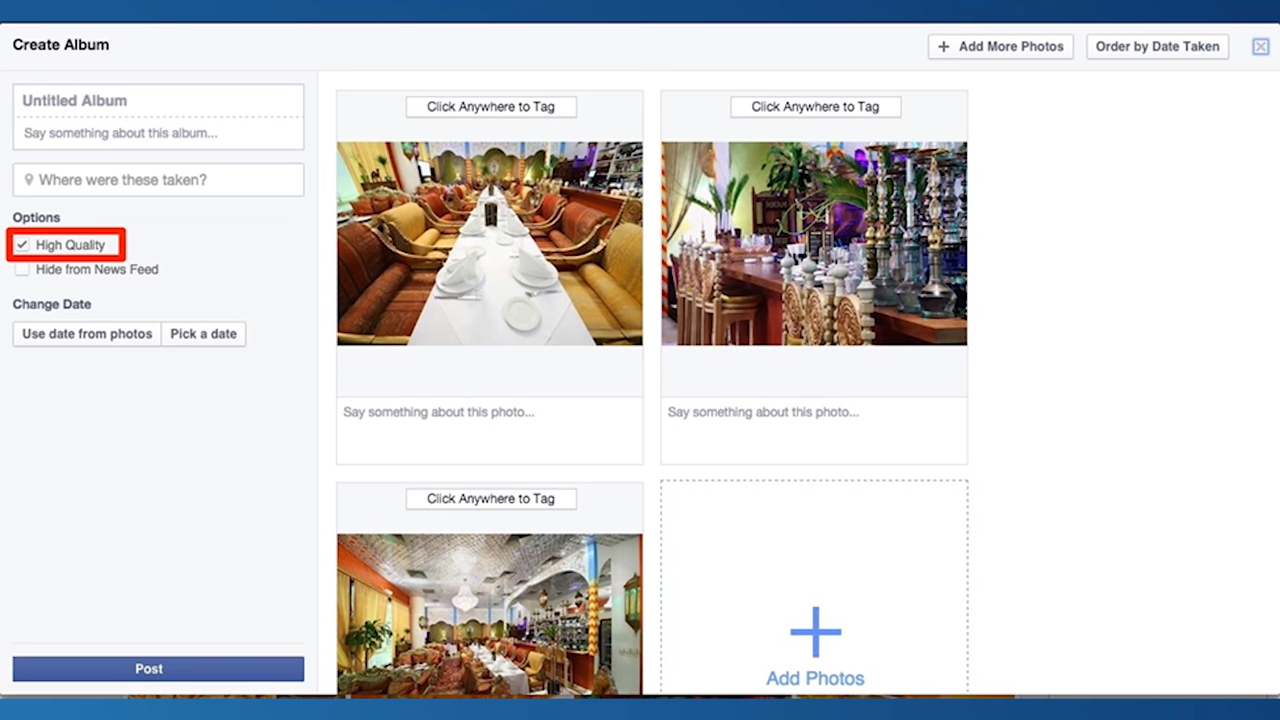 Create Album
+ Add More Photos
Order by Date Taken
Untitled Album
Say something about this album...
Where were these taken?
Options
High Quality
Hide from News Feed
Change Date
Use date from photos
Pick a date
Post
Click Anywhere to Tag
Say something about this photo...
Click Anywhere to Tag
Say something about this photo...
Click Anywhere to Tag
Add Photos